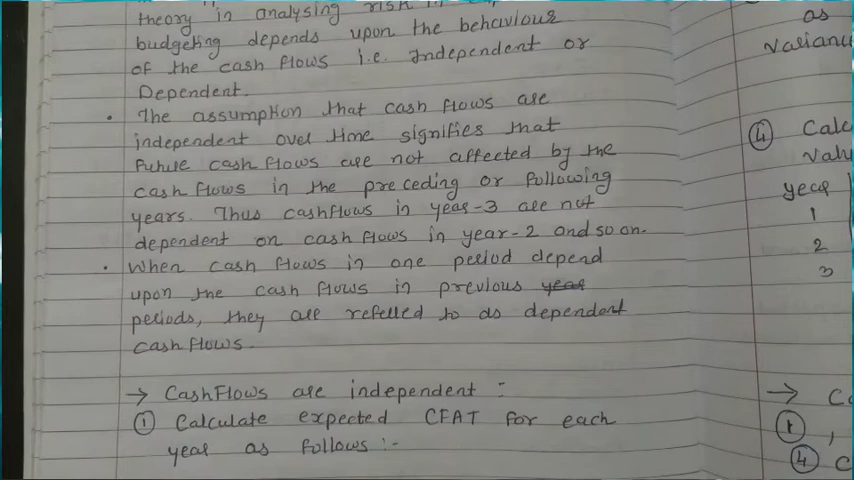 theory in analysing risk in
budgeting depends upon the behaviour
of the cash flows i.e. Independent or
Dependent.
• The assumption that cash flows are
independent over time signifies that
future cash flows are not affected by the
cash flows in the preceding or following
years. Thus cashflows in year-3 are not
dependent on cash flows in year-2 and so on.
• When cash flows in one period depend
upon the cash flows in previous year
periods, they are referred to as dependent
cash flows.
→ CashFlows are independent :-
① Calculate expected CFAT for each
year as follows :-
as
Varianc
④ Calc
Valu
year
1
2
3
→ Ca
① ,
④ C